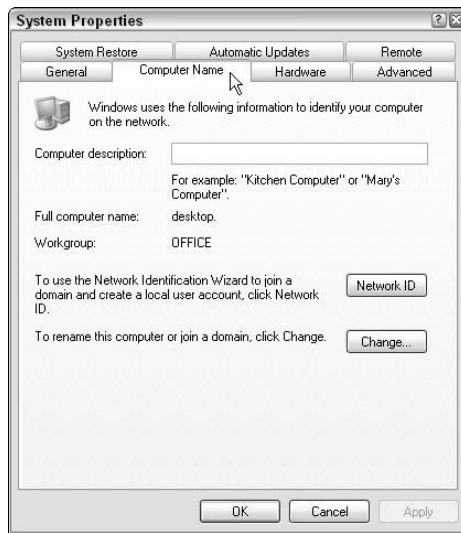 System Properties
System Restore Automatic Updates Remote
General Computer Name Hardware Advanced
Windows uses the following information to identify your computer
on the network.
Computer description:
For example: "Kitchen Computer" or "Mary's
Computer".
Full computer name: desktop.
Workgroup: OFFICE
To use the Network Identification Wizard to join a
domain and create a local user account, click Network
ID.
Network ID
To rename this computer or join a domain, click Change.
Change...
OK Cancel Apply